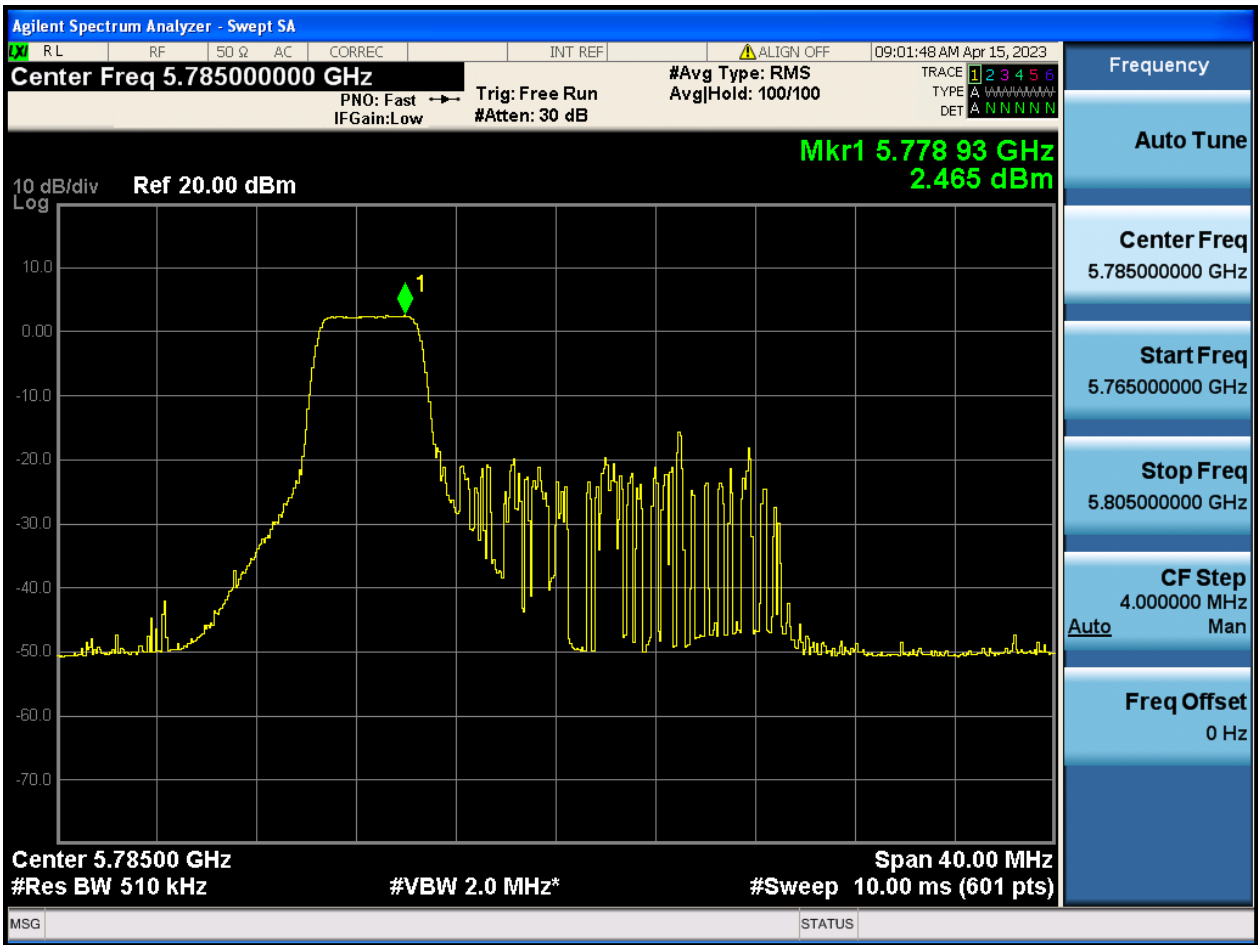 Agilent Spectrum Analyzer - Swept SA
LXI RL RF 50 Ω AC CORREC INT REF ALIGN OFF 09:01:48 AM Apr 15, 2023
Center Freq 5.785000000 GHz
PNO: Fast
IFGain:Low
Trig: Free Run
#Atten: 30 dB
#Avg Type: RMS
Avg|Hold: 100/100
TRACE 1 2 3 4 5 6
TYPE A WWWWW
DET A N N N N N
Mkr1 5.778 93 GHz
2.465 dBm
10 dB/div Ref 20.00 dBm
Log
1
10.0
0.00
-10.0
-20.0
-30.0
-40.0
-50.0
-60.0
-70.0
Center 5.78500 GHz Span 40.00 MHz
#Res BW 510 kHz #VBW 2.0 MHz* #Sweep 10.00 ms (601 pts)
MSG STATUS
Frequency
Auto Tune
Center Freq
5.785000000 GHz
Start Freq
5.765000000 GHz
Stop Freq
5.805000000 GHz
CF Step
4.000000 MHz
Auto Man
Freq Offset
0 Hz